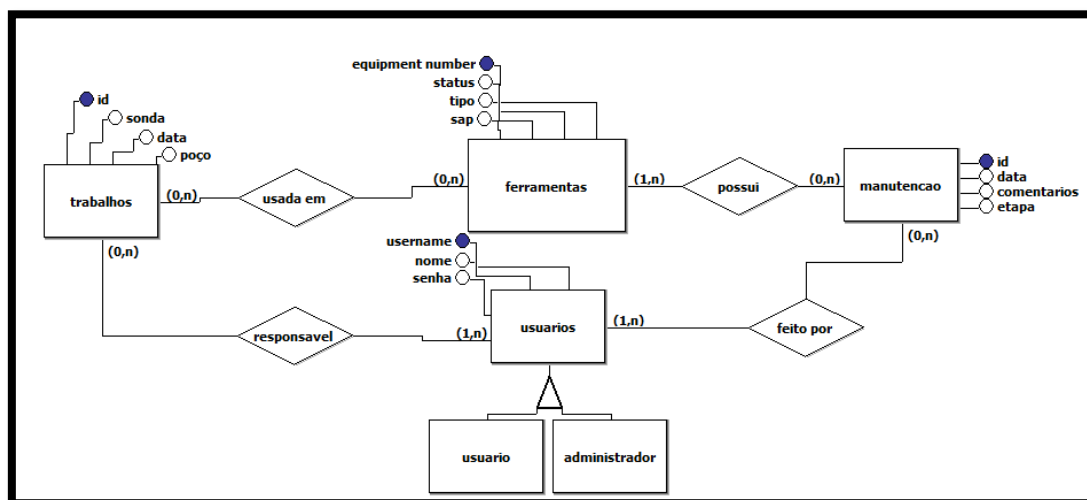 equipment number
status
tipo
sap
id
sonda
data
poço
trabalhos
(0,n)
usada em
(0,n)
ferramentas
(1,n)
possui
(0,n)
manutencao
id
data
comentarios
etapa
(0,n)
(0,n)
username
nome
senha
responsavel
(1,n)
usuarios
(1,n)
feito por
usuario
administrador